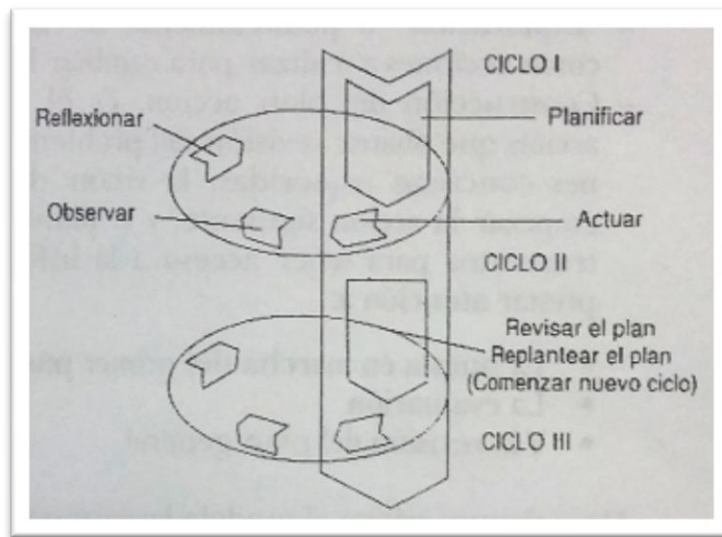 CICLO I
Reflexionar
Planificar
Observar
Actuar
CICLO II
Revisar el plan
Replantear el plan
(Comenzar nuevo ciclo)
CICLO III